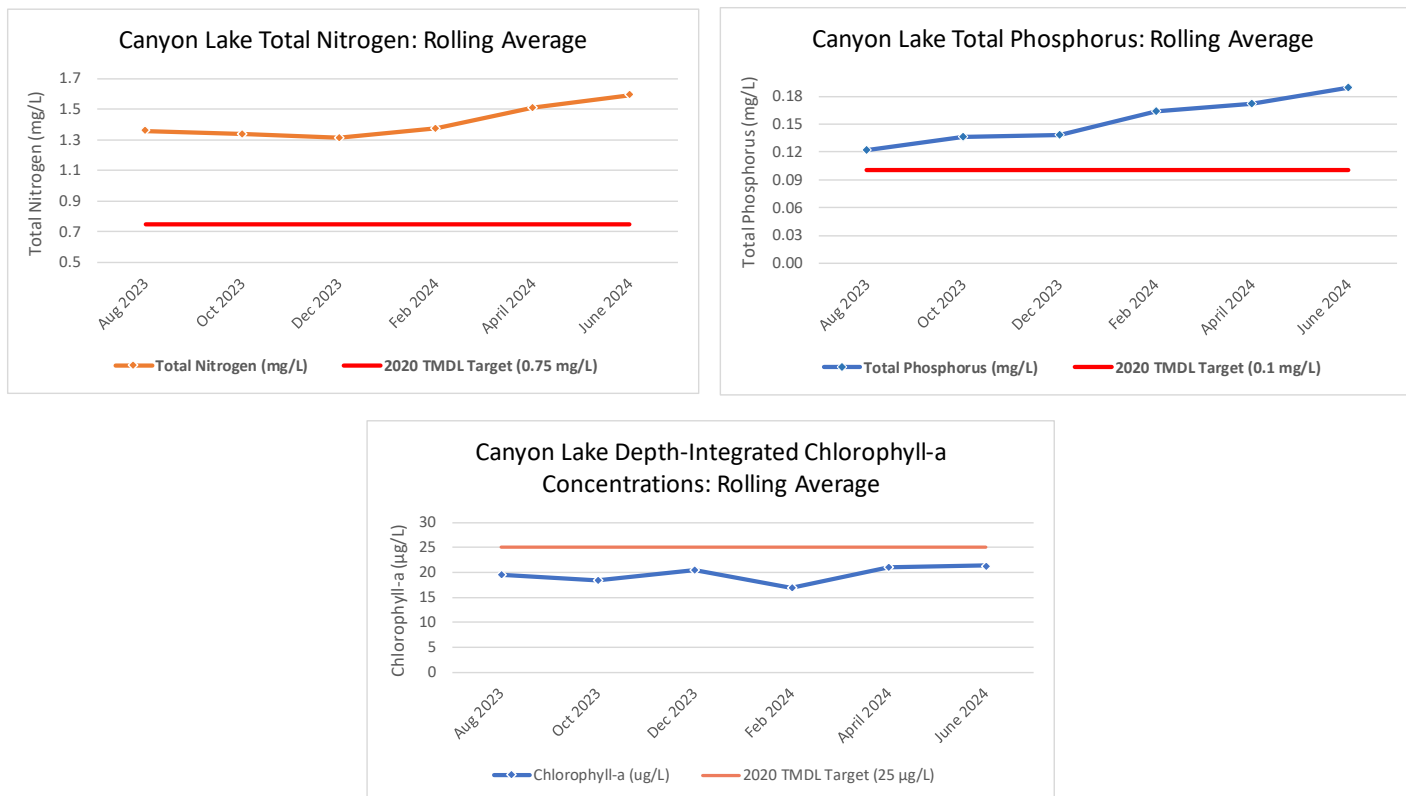 Canyon Lake Total Nitrogen: Rolling Average
Total Nitrogen (mg/L)
1.7
1.5
1.3
1.1
0.9
0.7
0.5
Aug 2023
Oct 2023
Dec 2023
Feb 2024
April 2024
June 2024
Total Nitrogen (mg/L)
2020 TMDL Target (0.75 mg/L)
Canyon Lake Total Phosphorus: Rolling Average
Total Phosphorus (mg/L)
0.18
0.15
0.12
0.09
0.06
0.03
0.00
Aug 2023
Oct 2023
Dec 2023
Feb 2024
April 2024
June 2024
Total Phosphorus (mg/L)
2020 TMDL Target (0.1 mg/L)
Canyon Lake Depth-Integrated Chlorophyll-a
Concentrations: Rolling Average
Chlorophyll-a (µg/L)
30
25
20
15
10
5
0
Aug 2023
Oct 2023
Dec 2023
Feb 2024
April 2024
June 2024
Chlorophyll-a (ug/L)
2020 TMDL Target (25 µg/L)